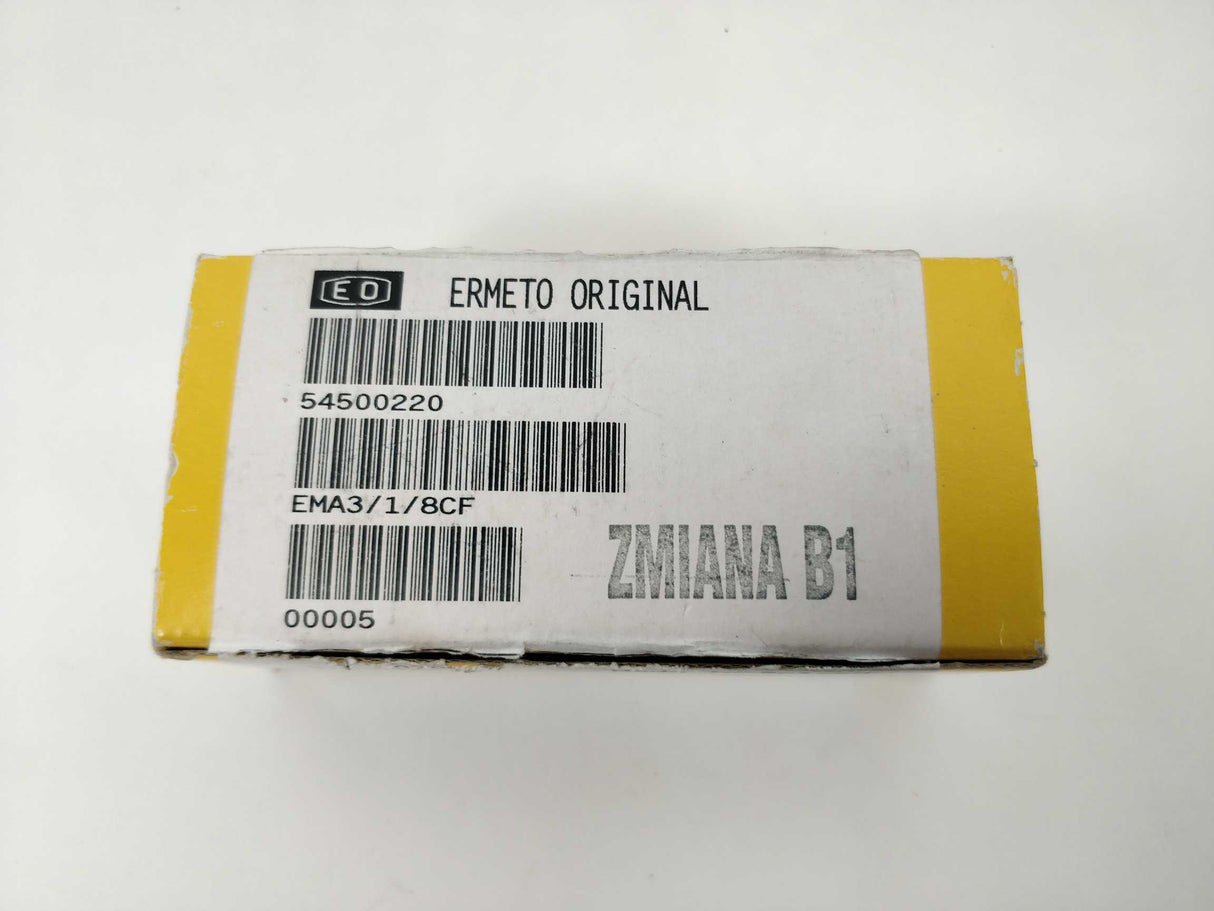 EO ERMETO ORIGINAL
54500220
EMA3/1/8CF
ZMIANA B1
00005